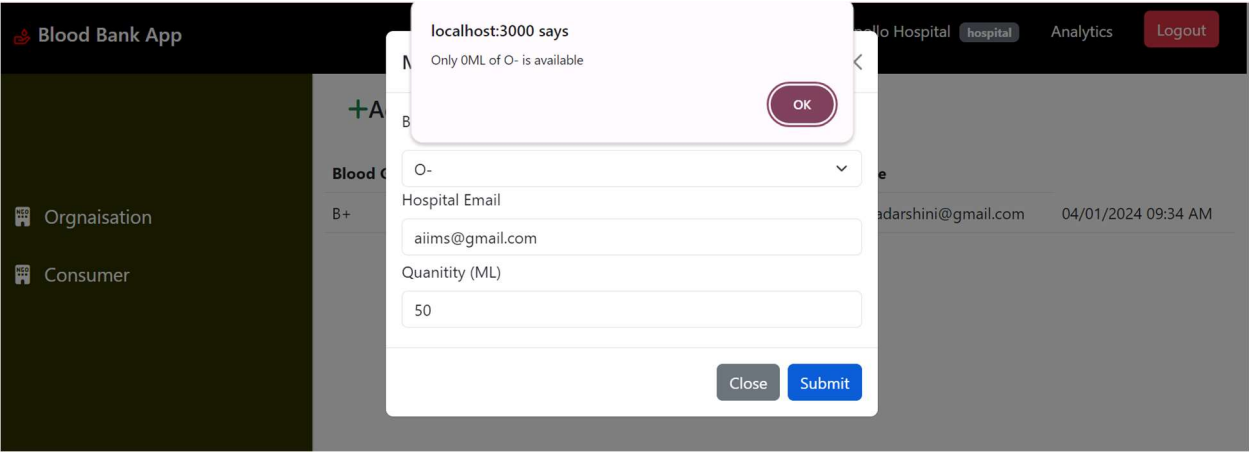 Blood Bank App
Hospital hospital Analytics Logout
localhost:3000 says
Only 0ML of O- is available
OK
Blood
O-
Hospital Email
B+ adarshini@gmail.com 04/01/2024 09:34 AM
Orgnaisation
aiims@gmail.com
Quanitity (ML)
Consumer
50
Close Submit